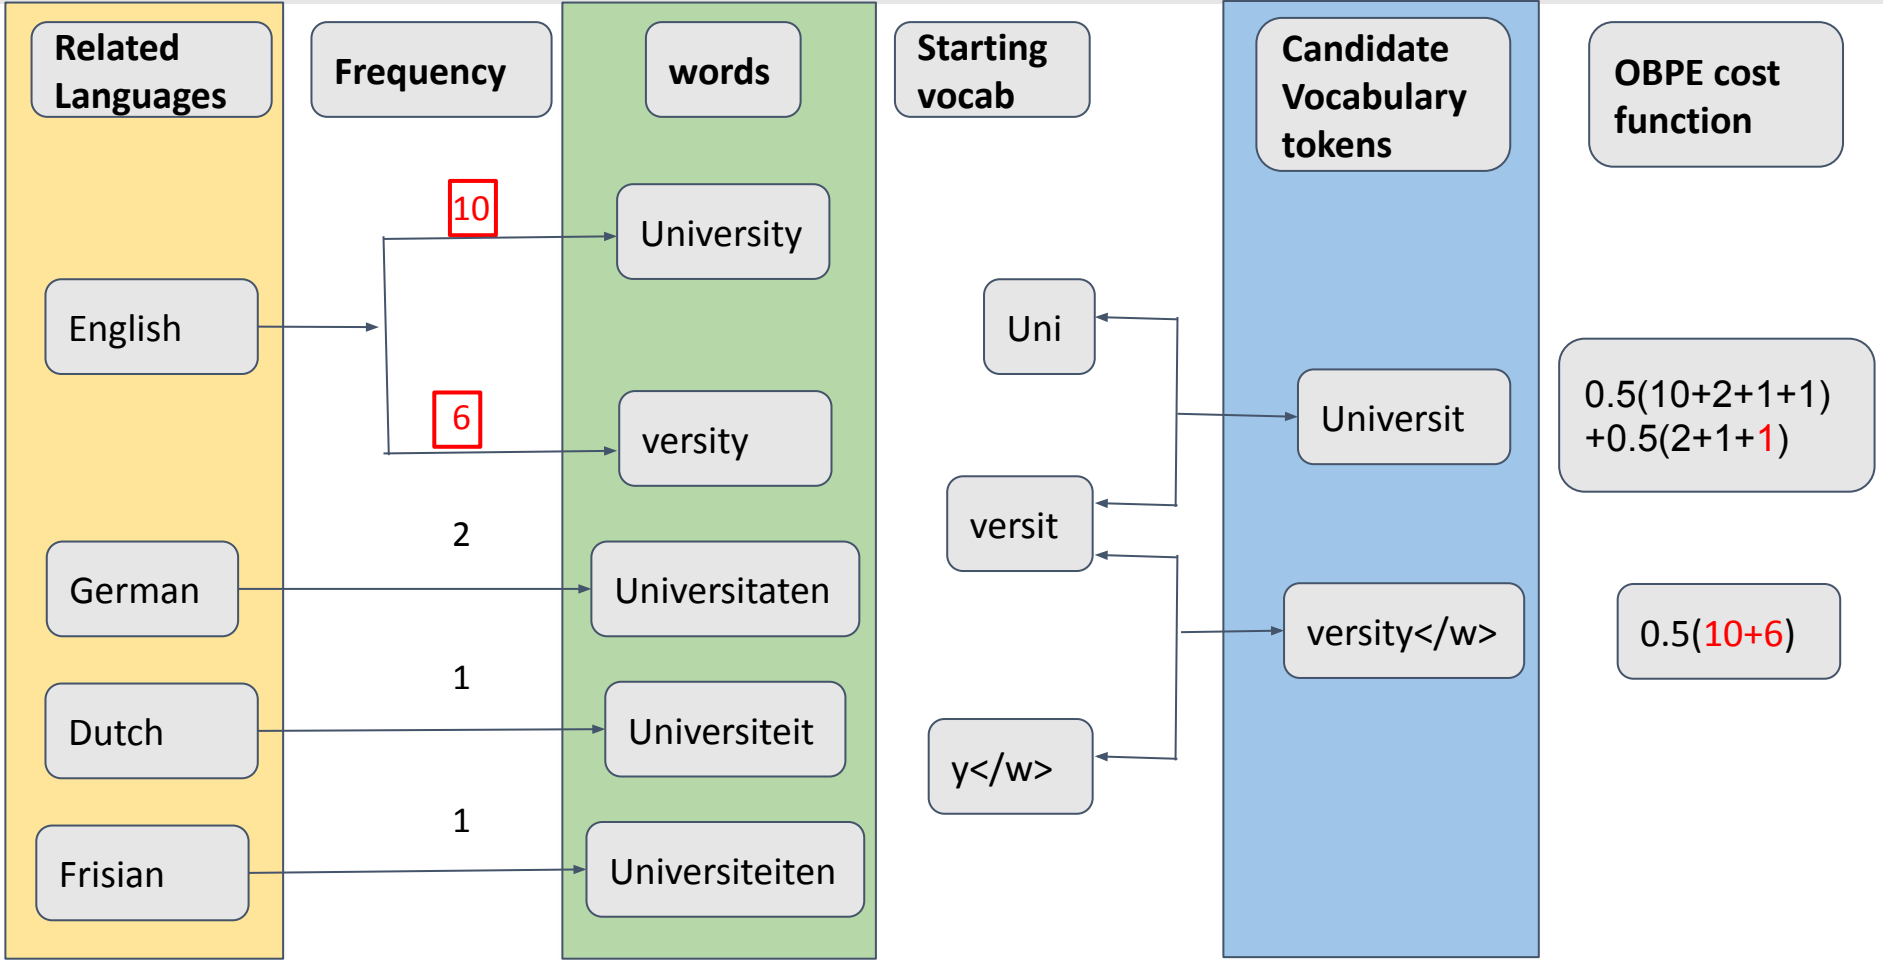 Related
Languages
Frequency
words
Starting
vocab
Candidate
Vocabulary
tokens
OBPE cost
function
10
University
English
Uni
6
versity
Universit
0.5(10+2+1+1)
+0.5(2+1+1)
versit
2
German
Universitaten
versity</w>
0.5(10+6)
1
Dutch
Universiteit
y</w>
1
Frisian
Universiteiten